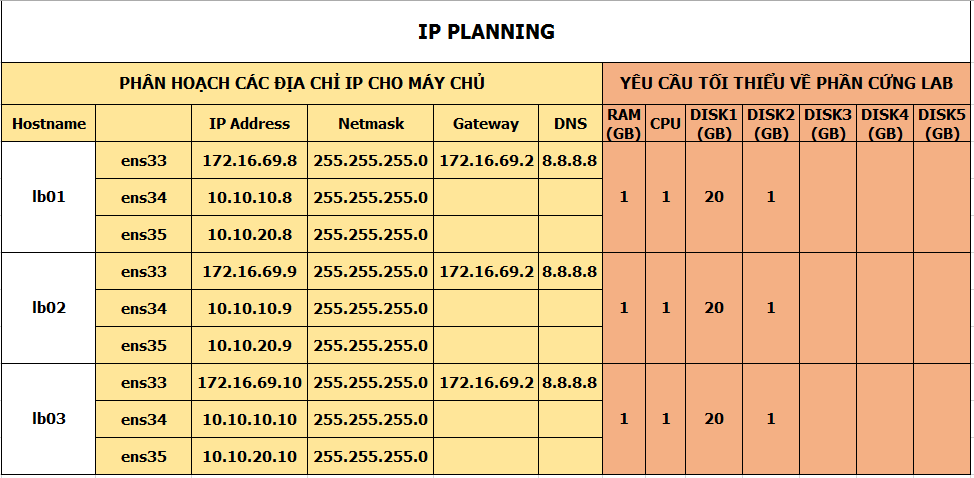 IP PLANNING
PHÂN HOẠCH CÁC ĐỊA CHỈ IP CHO MÁY CHỦ YÊU CẦU TỐI THIỂU VỀ PHẦN CỨNG LAB
Hostname IP Address Netmask Gateway DNS RAM (GB) CPU DISK1 (GB) DISK2 (GB) DISK3 (GB) DISK4 (GB) DISK5 (GB)
lb01 ens33 172.16.69.8 255.255.255.0 172.16.69.2 8.8.8.8 1 1 20 1
ens34 10.10.10.8 255.255.255.0
ens35 10.10.20.8 255.255.255.0
lb02 ens33 172.16.69.9 255.255.255.0 172.16.69.2 8.8.8.8 1 1 20 1
ens34 10.10.10.9 255.255.255.0
ens35 10.10.20.9 255.255.255.0
lb03 ens33 172.16.69.10 255.255.255.0 172.16.69.2 8.8.8.8 1 1 20 1
ens34 10.10.10.10 255.255.255.0
ens35 10.10.20.10 255.255.255.0